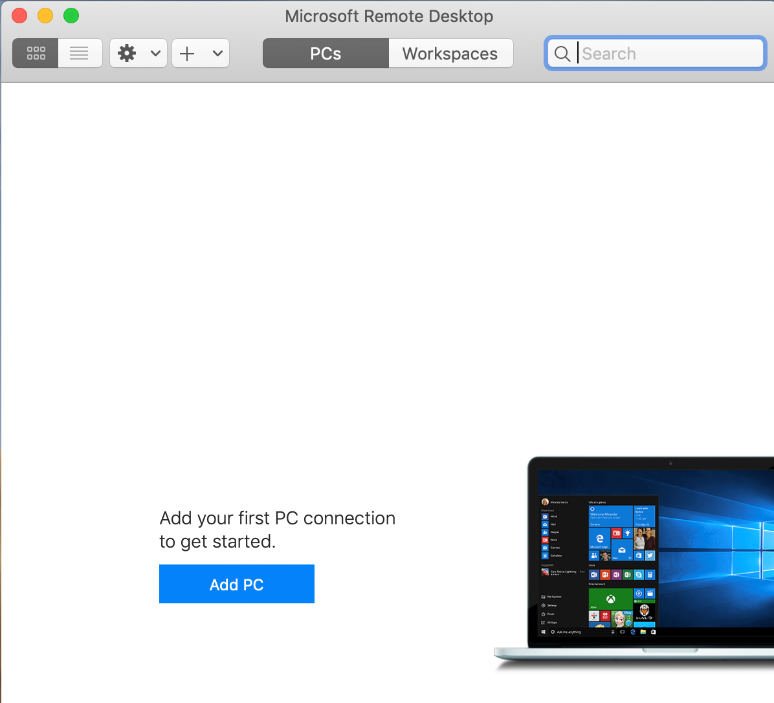 Microsoft Remote Desktop
PCs
Workspaces
Search
Add your first PC connection
to get started.
Add PC